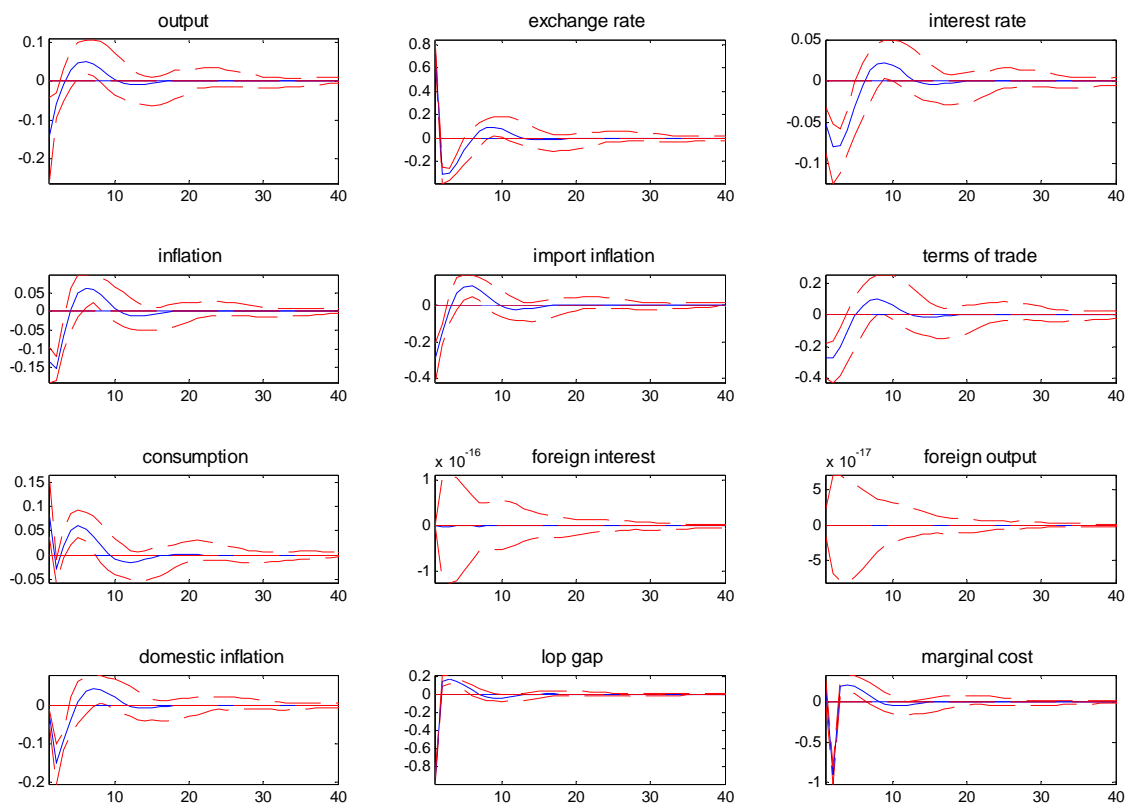 output
exchange rate
interest rate
0.1
0
-0.1
-0.2
10 20 30 40
0.8
0.6
0.4
0.2
0
-0.2
10 20 30 40
0.05
0
-0.05
-0.1
10 20 30 40
inflation
import inflation
terms of trade
0.05
0
-0.05
-0.1
-0.15
10 20 30 40
0
-0.2
-0.4
10 20 30 40
0.2
0
-0.2
-0.4
10 20 30 40
consumption
foreign interest
foreign output
0.15
0.1
0.05
0
-0.05
10 20 30 40
x 10-16
1
0
-1
10 20 30 40
x 10-17
5
0
-5
10 20 30 40
domestic inflation
lop gap
marginal cost
0
-0.1
-0.2
10 20 30 40
0.2
0
-0.2
-0.4
-0.6
-0.8
10 20 30 40
0
-0.5
-1
10 20 30 40